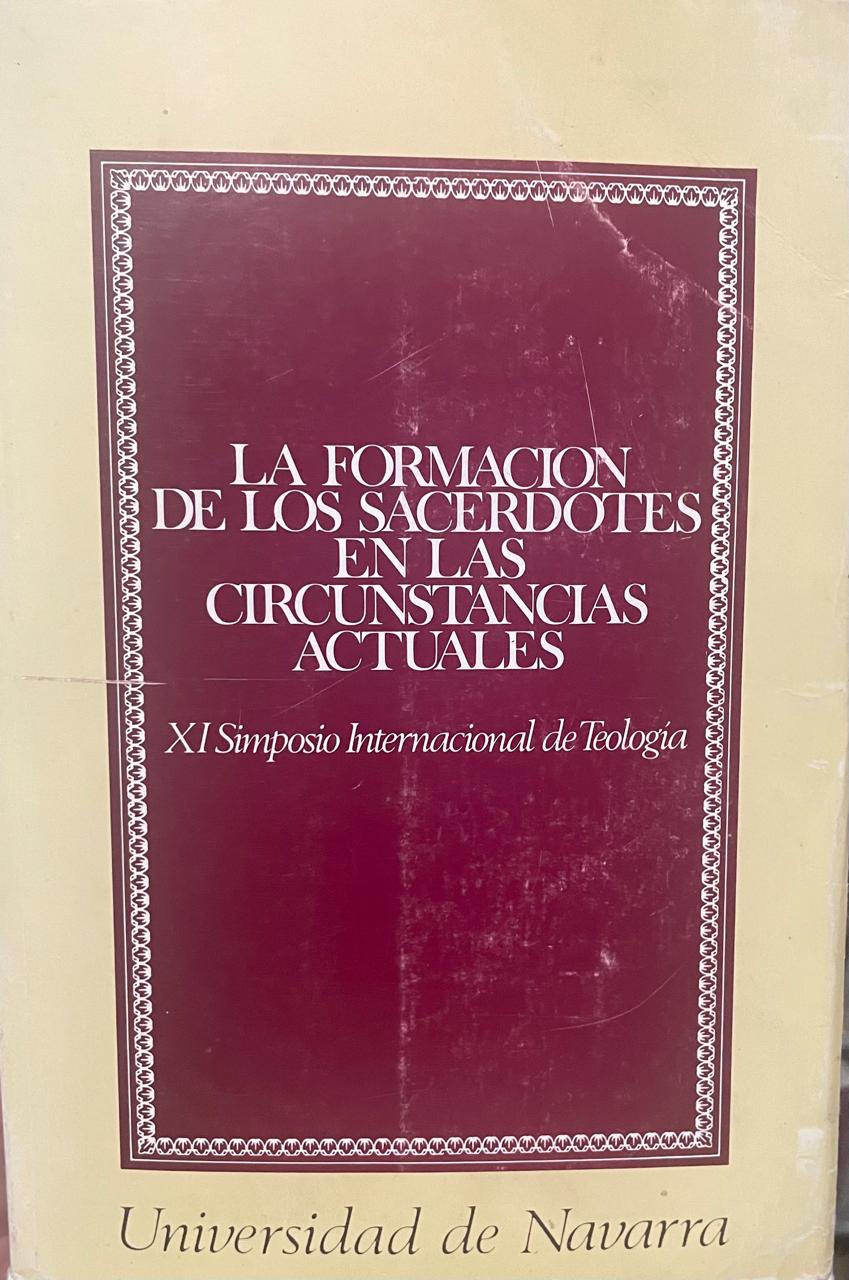 LA FORMACION
DE LOS SACERDOTES
EN LAS
CIRCUNSTANCIAS
ACTUALES
XI Simposio Internacional de Teología
Universidad de Navarra